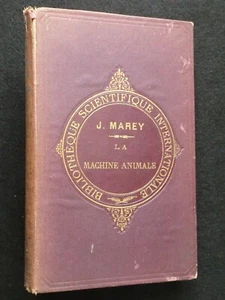 BIBLIOTHÈQUE SCIENTIFIQUE INTERNATIONALE
J. MAREY
LA
MACHINE ANIMALE